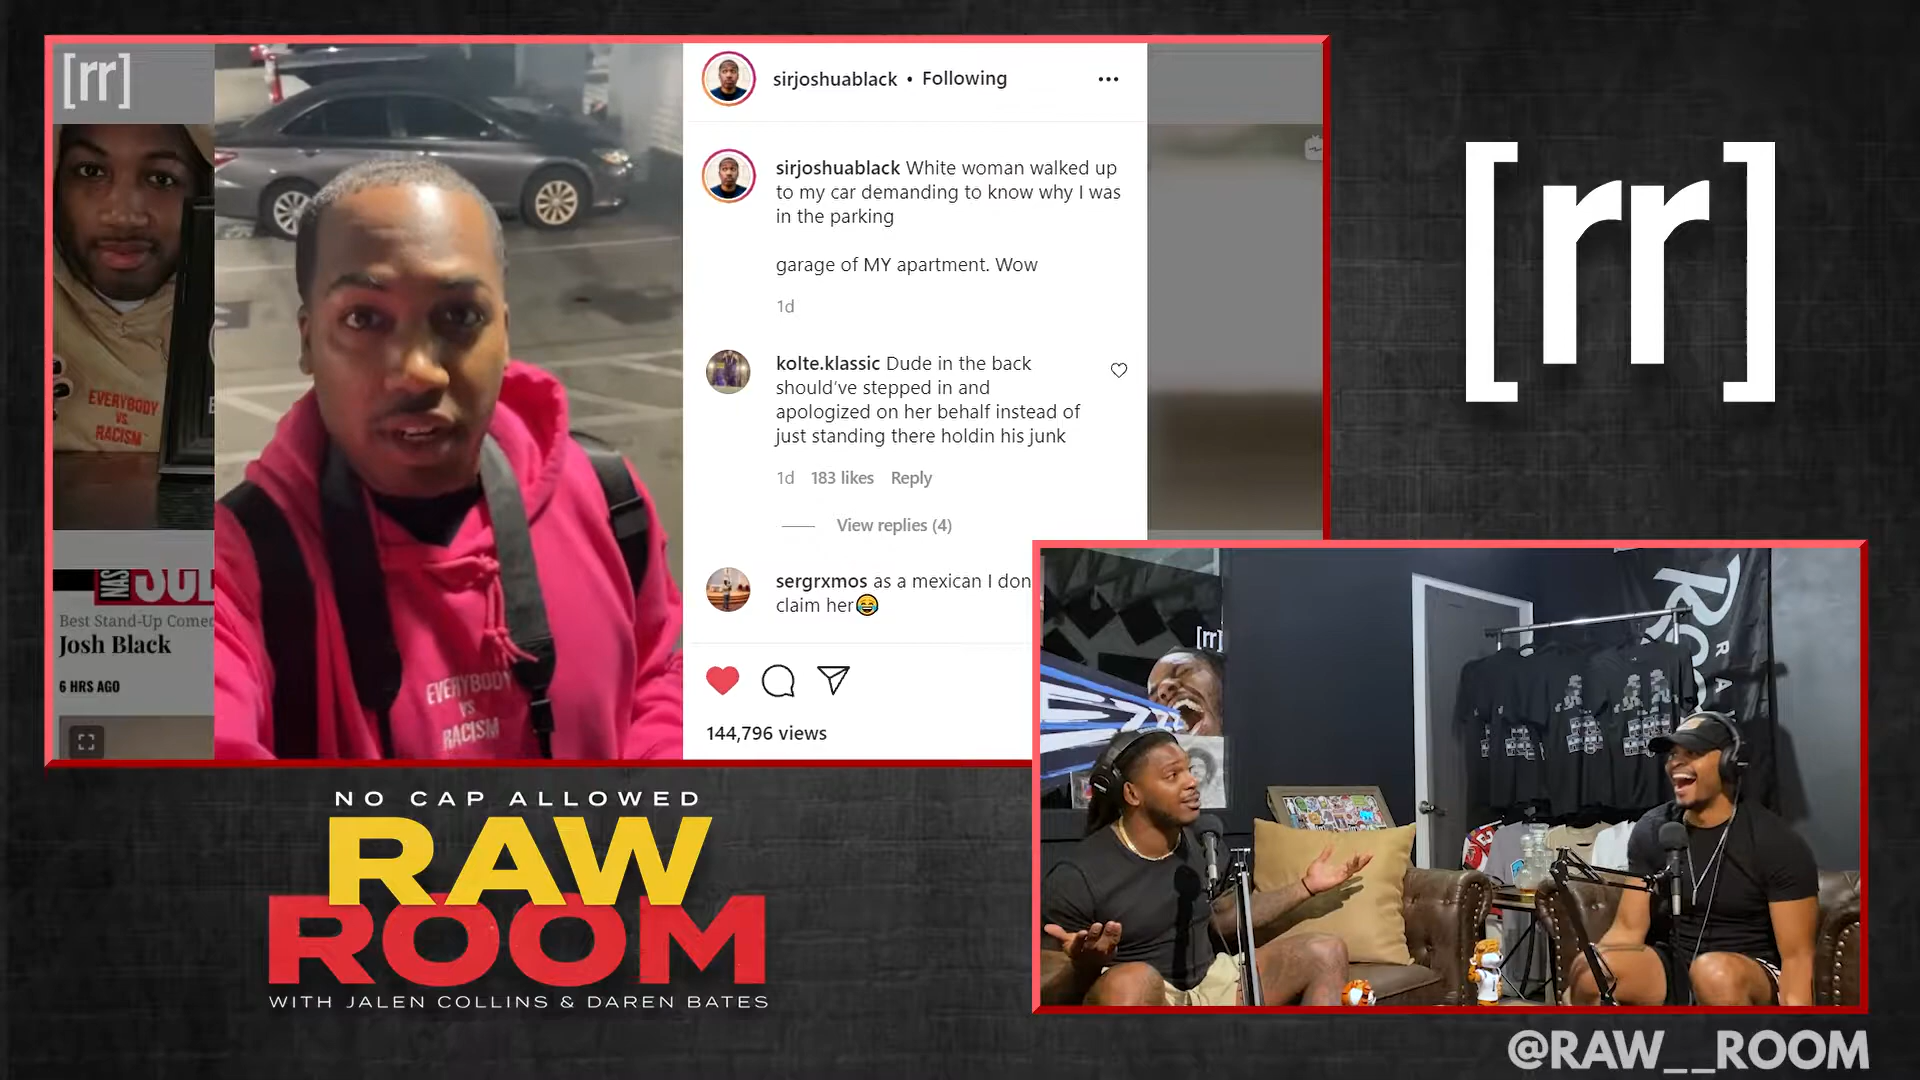 [rr]
sirjoshuablack • Following
sirjoshuablack White woman walked up
to my car demanding to know why I was
in the parking
garage of MY apartment. Wow
1d
kolte.klassic Dude in the back
should've stepped in and
apologized on her behalf instead of
just standing there holdin his junk
1d 183 likes Reply
View replies (4)
sergrxmos as a mexican I don
claim her😂
144,796 views
EVERYBODY
VS.
RACISM
NAS
Best Stand-Up Comed
Josh Black
6 HRS AGO
EVERYBODY
VS
RACISM
[rr]
[rr]
NO CAP ALLOWED
RAW
ROOM
WITH JALEN COLLINS & DAREN BATES
@RAW__ROOM